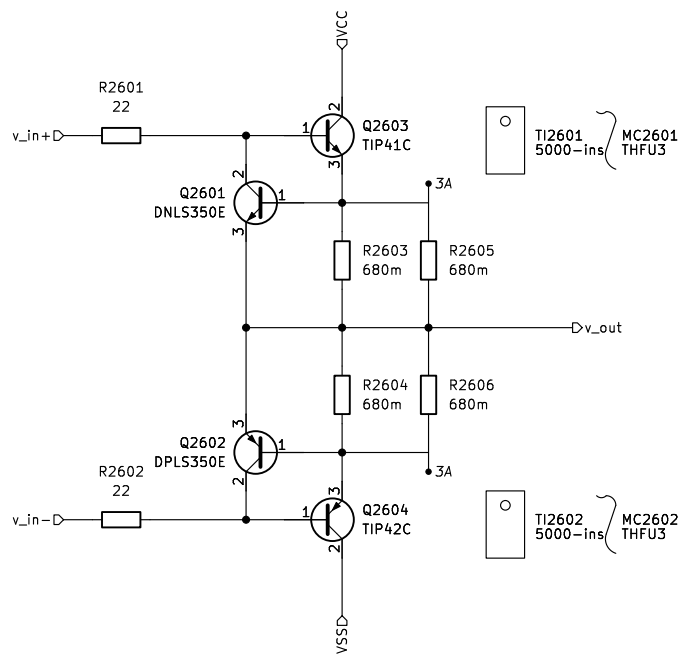 VCC
R2601
22
v_in+
2
1
3
Q2603
TIP41C
TI2601
5000-ins
MC2601
THFU3
3A
2
Q2601
DNLS350E
1
3
R2603
680m
R2605
680m
v_out
R2604
680m
R2606
680m
3
Q2602
DPLS350E
1
2
3A
R2602
22
v_in-
3
1
2
Q2604
TIP42C
TI2602
5000-ins
MC2602
THFU3
VSS